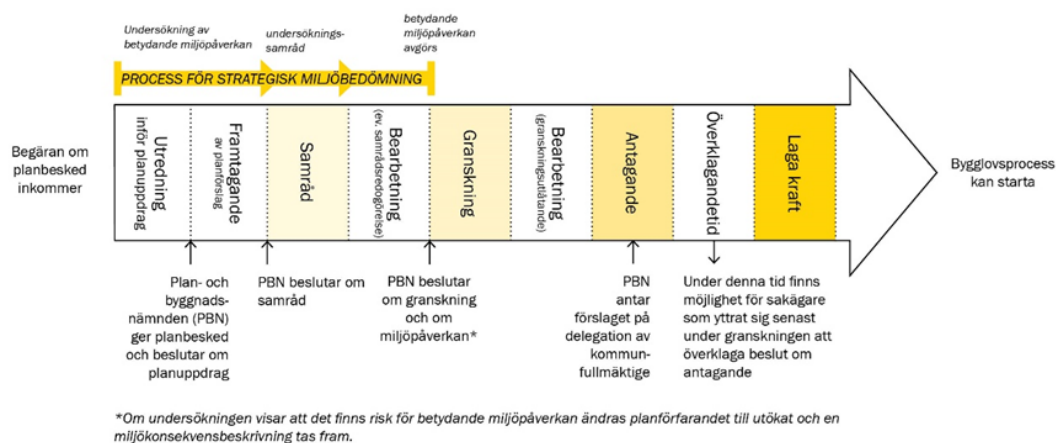 Undersökning av
betydande miljöpåverkan
undersöknings-
samråd
betydande
miljöpåverkan
avgörs
PROCESS FÖR STRATEGISK MILJÖBEDÖMNING
Begäran om
planbesked
inkommer
Utredning
inför planuppdrag
Framtagande
av planförslag
Samråd
Bearbetning
(ev. samrådsredogörelse)
Granskning
Bearbetning
(granskningsutlåtande)
Antagande
Överklagandetid
Laga kraft
Bygglovsprocess
kan starta
Plan- och
byggnads-
nämnden (PBN)
ger planbesked
och beslutar om
planuppdrag
PBN beslutar om
samråd
PBN beslutar
om granskning
och om
miljöpåverkan*
PBN
antar
förslaget på
delegation av
kommun-
fullmäktige
Under denna tid finns
möjlighet för sakägare
som yttrat sig senast
under granskningen att
överklaga beslut om
antagande
*Om undersökningen visar att det finns risk för betydande miljöpåverkan ändras planförfarandet till utökat och en
miljökonsekvensbeskrivning tas fram.